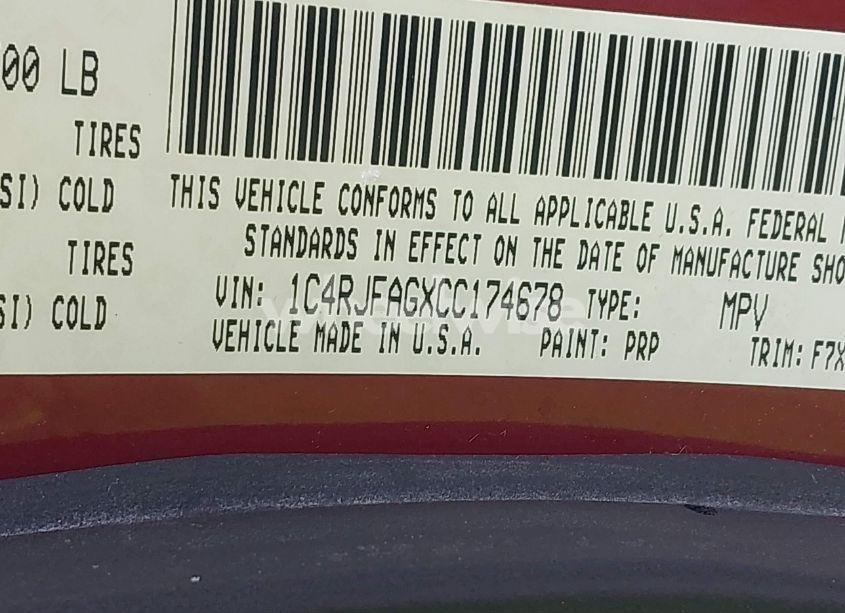 00 LB
TIRES
SI) COLD
TIRES
SI) COLD
THIS VEHICLE CONFORMS TO ALL APPLICABLE U.S.A. FEDERAL
STANDARDS IN EFFECT ON THE DATE OF MANUFACTURE SHO
VIN: 1C4RJFAGXCC174678 TYPE: MPV
VEHICLE MADE IN U.S.A. PAINT: PRP TRIM: F7X